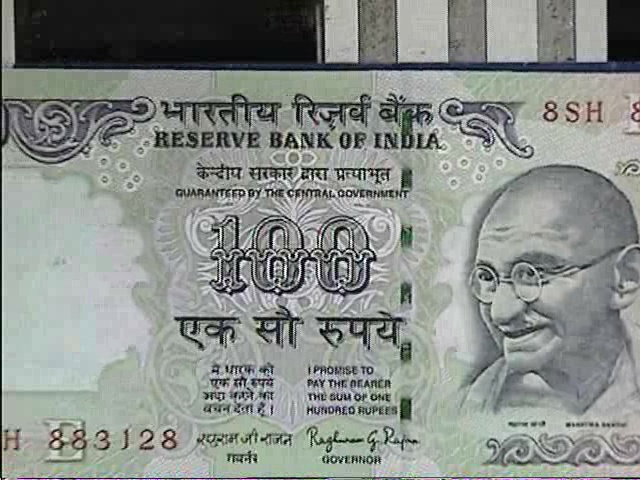 भारतीय रिज़र्व बैंक
RESERVE BANK OF INDIA
8SH 8
केन्द्रीय सरकार द्वारा प्रत्याभूत
GUARANTEED BY THE CENTRAL GOVERNMENT
100
एक सौ रुपये
मैं धारक को
एक सौ रुपये
अदा करने का
वचन देता हूँ।
I PROMISE TO
PAY THE BEARER
THE SUM OF ONE
HUNDRED RUPEES
महात्मा गांधी
MAHATMA GANDHI
H 883128
रघुराम जी राजन
गवर्नर
Raghuram G. Rajan
GOVERNOR